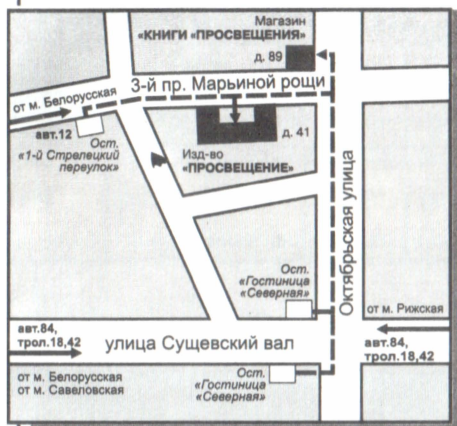 Магазин
«КНИГИ «ПРОСВЕЩЕНИЯ»
д. 89
3-й пр. Марьиной рощи
от м. Белорусская
авт.12
Ост.
«1-й Стрелецкий
переулок»
д. 41
Изд-во
«ПРОСВЕЩЕНИЕ»
Октябрьская улица
Ост.
«Гостиница
«Северная»
от м. Рижская
авт.84,
трол.18,42
улица Сущевский вал
авт.84,
трол.18,42
от м. Белорусская
от м. Савеловская
Ост.
«Гостиница
«Северная»